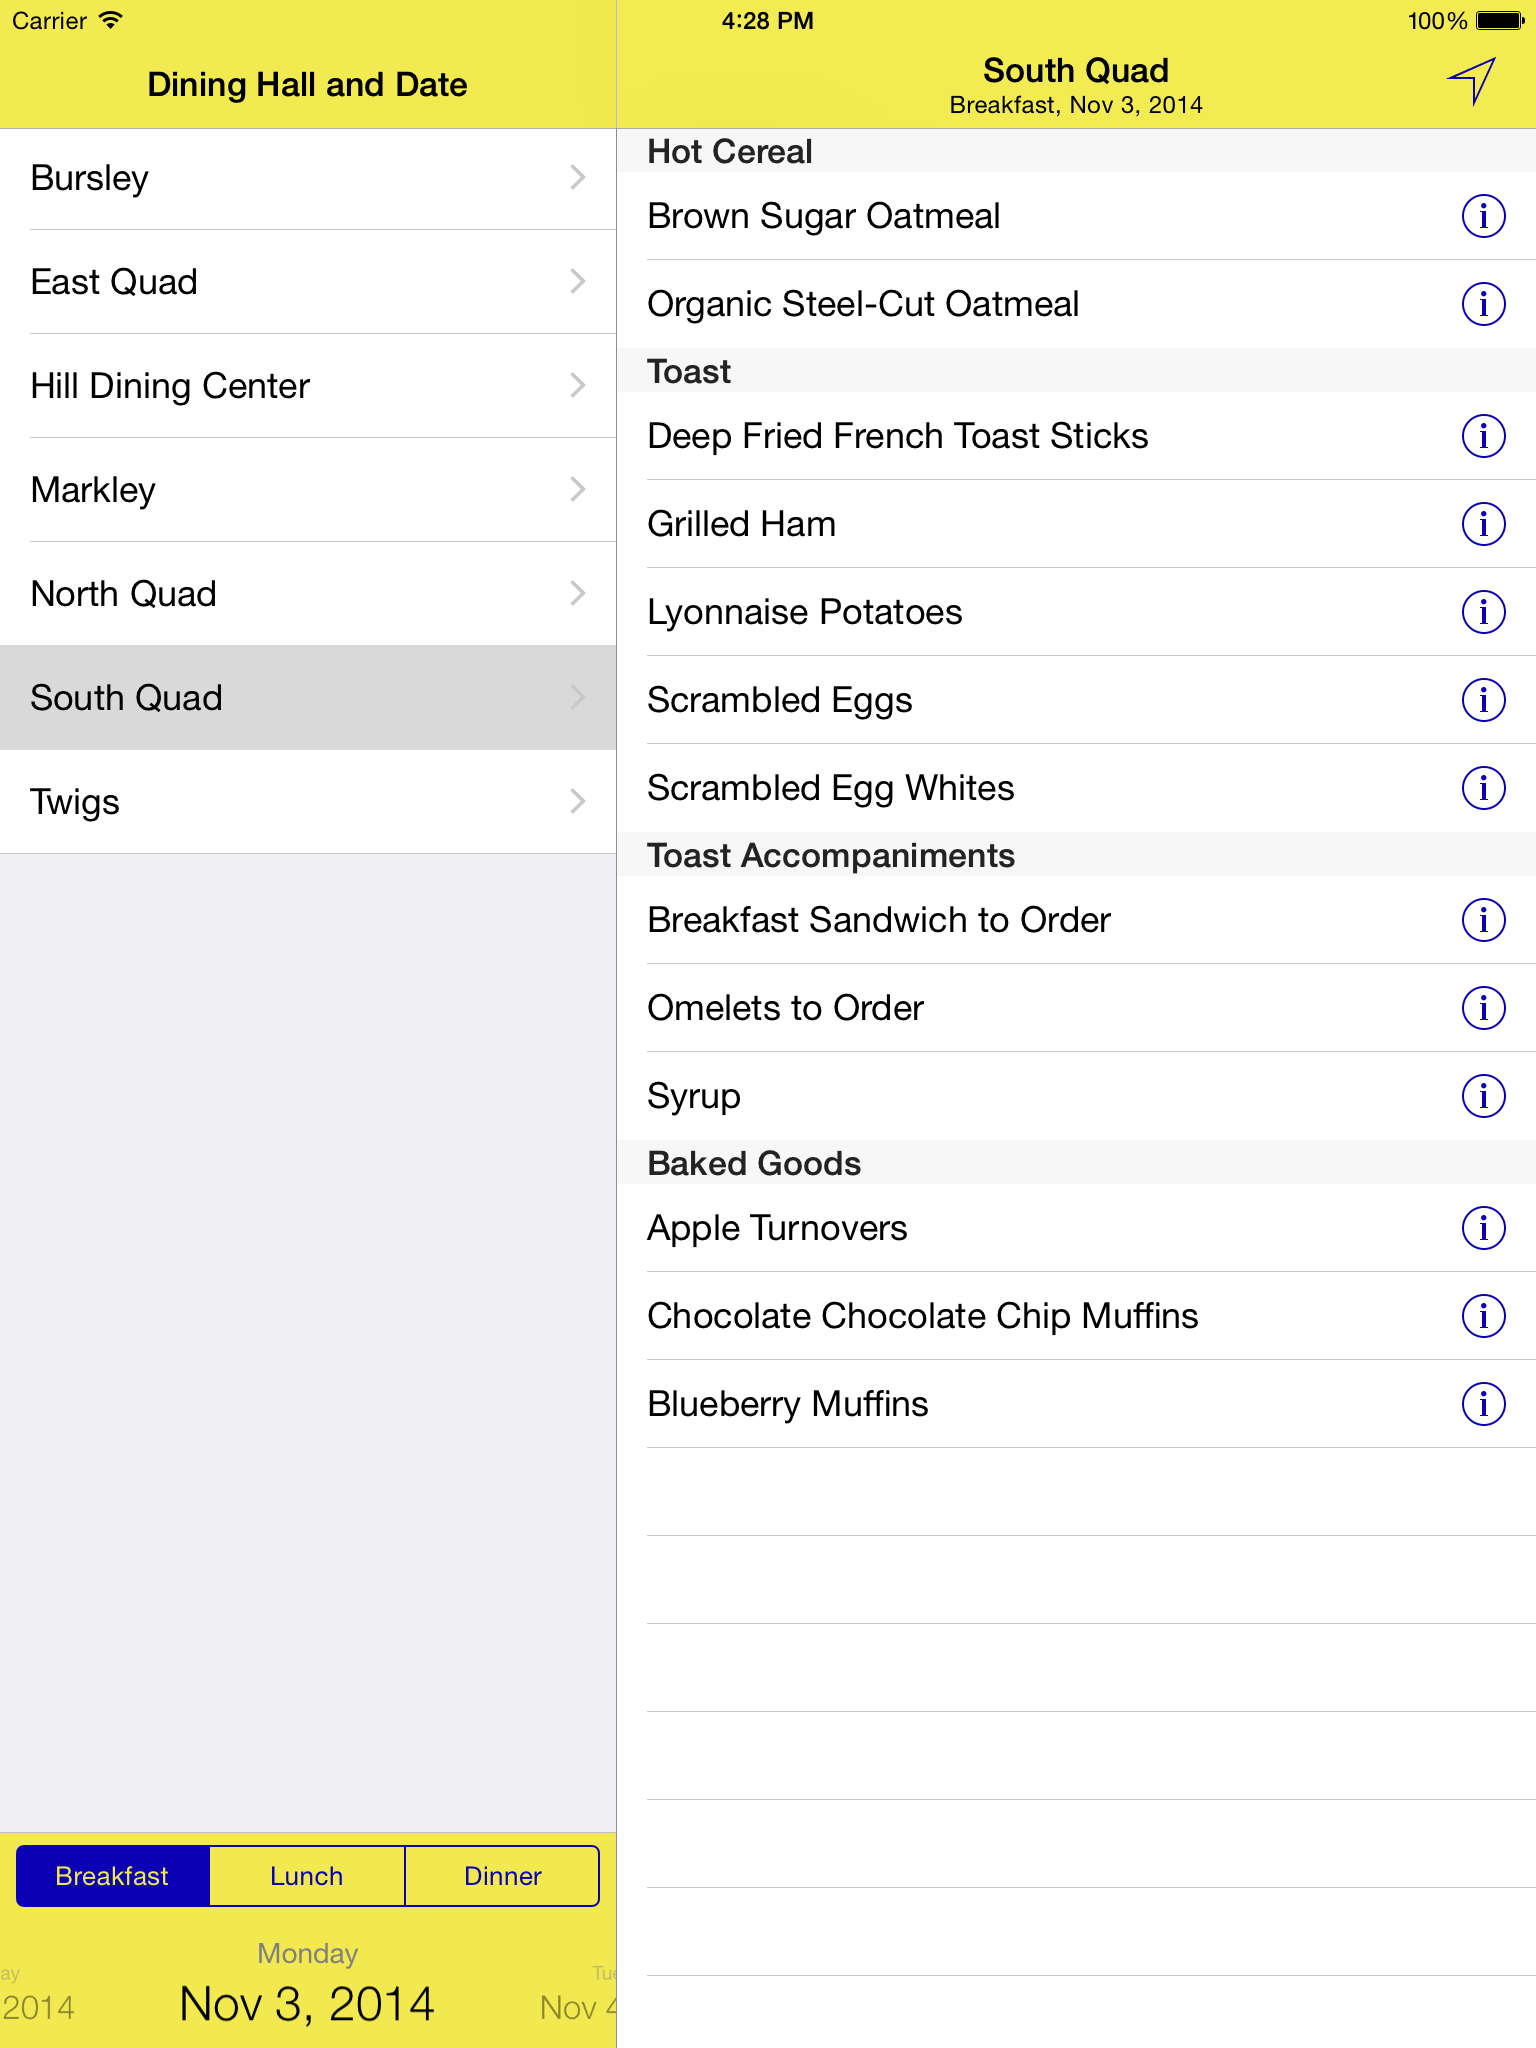 Carrier
4:28 PM
100%
Dining Hall and Date
Bursley
East Quad
Hill Dining Center
Markley
North Quad
South Quad
Twigs
Breakfast
Lunch
Dinner
Monday
ay
Tue
2014
Nov 3, 2014
Nov 4
South Quad
Breakfast, Nov 3, 2014
Hot Cereal
Brown Sugar Oatmeal
Organic Steel-Cut Oatmeal
Toast
Deep Fried French Toast Sticks
Grilled Ham
Lyonnaise Potatoes
Scrambled Eggs
Scrambled Egg Whites
Toast Accompaniments
Breakfast Sandwich to Order
Omelets to Order
Syrup
Baked Goods
Apple Turnovers
Chocolate Chocolate Chip Muffins
Blueberry Muffins